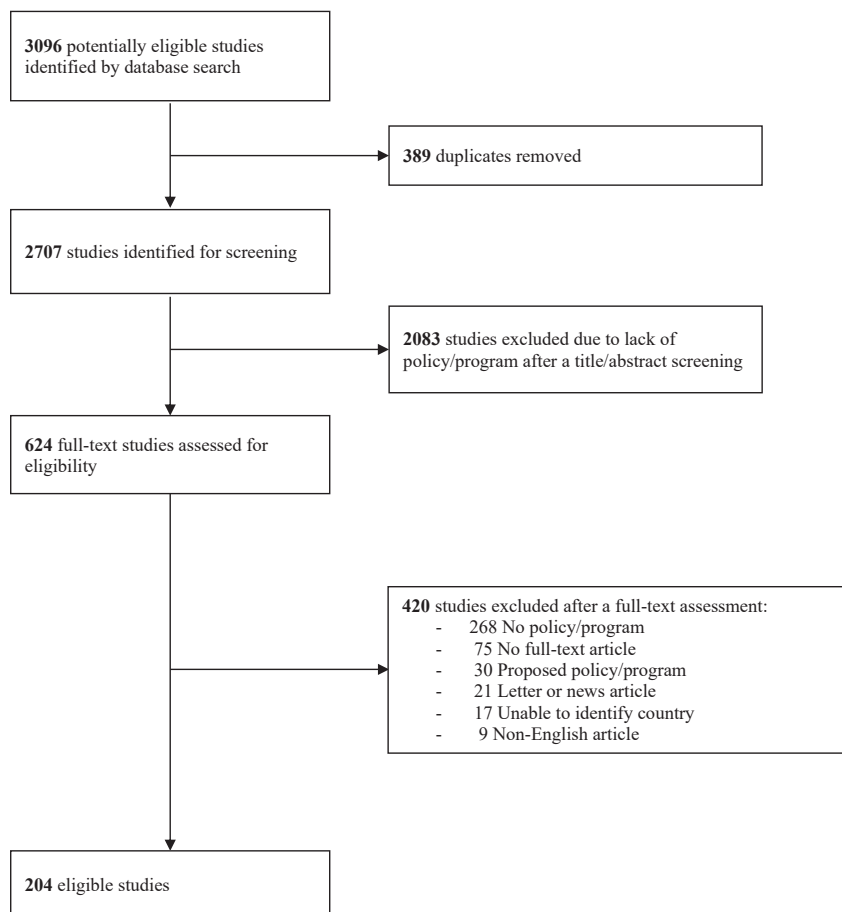 3096 potentially eligible studies
identified by database search
389 duplicates removed
2707 studies identified for screening
2083 studies excluded due to lack of
policy/program after a title/abstract screening
624 full-text studies assessed for
eligibility
420 studies excluded after a full-text assessment:
- 268 No policy/program
- 75 No full-text article
- 30 Proposed policy/program
- 21 Letter or news article
- 17 Unable to identify country
- 9 Non-English article
204 eligible studies